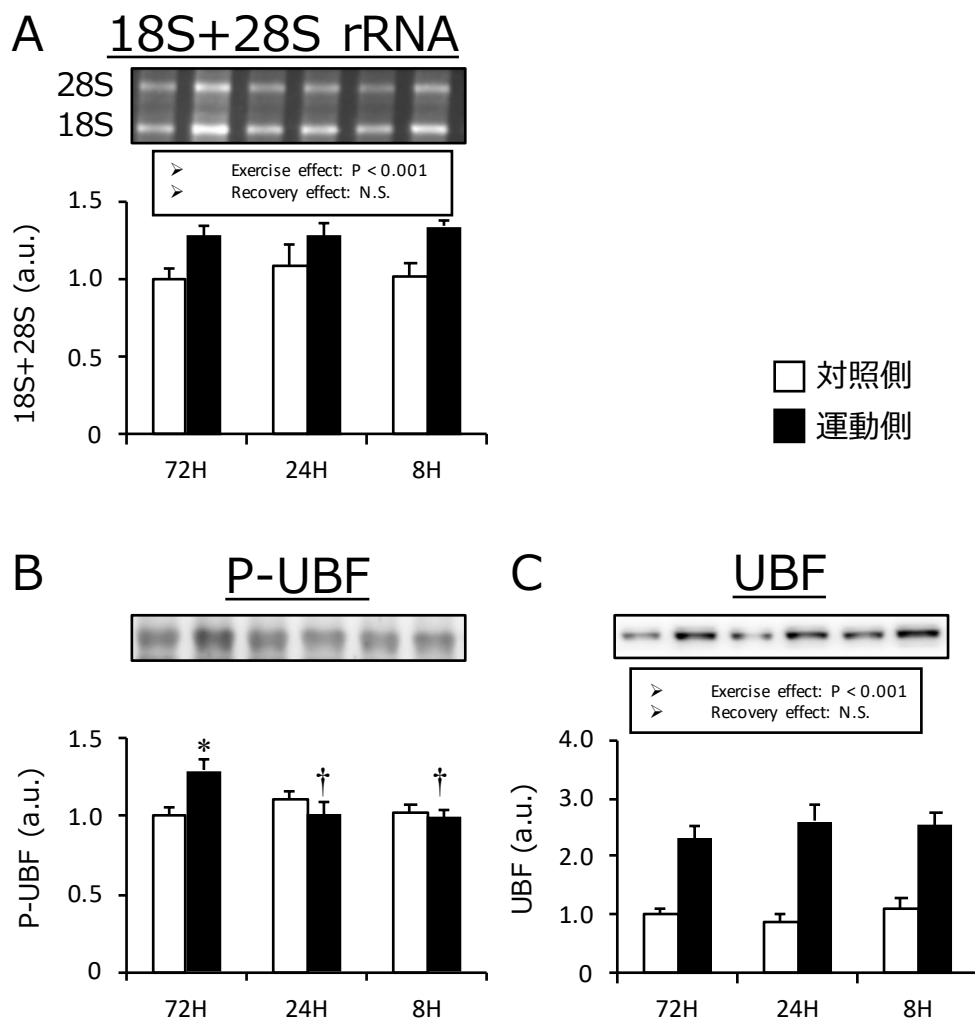 A
18S+28S rRNA
28S
18S
➤ Exercise effect: P < 0.001
➤ Recovery effect: N.S.
18S+28S (a.u.)
1.5
1.0
0.5
0
72H 24H 8H
対照側
運動側
B
P-UBF
P-UBF (a.u.)
1.5
1.0
0.5
0
*
†
†
72H 24H 8H
C
UBF
➤ Exercise effect: P < 0.001
➤ Recovery effect: N.S.
UBF (a.u.)
4.0
3.0
2.0
1.0
0
72H 24H 8H